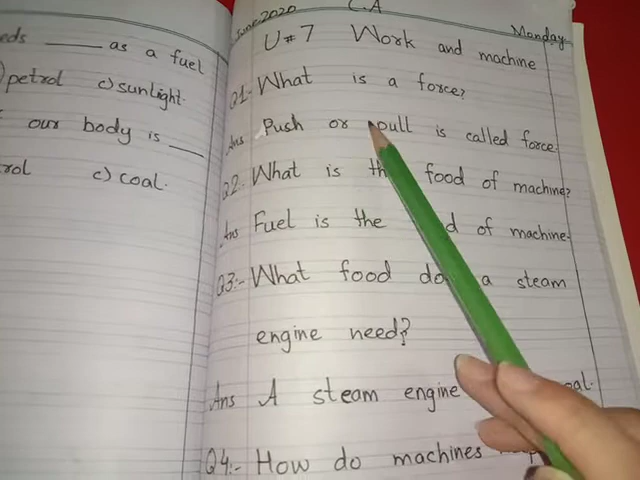 eds ____ as a fuel
petrol c) sunlight.
our body is ____
rol c) coal.
June 2020 C.A Monday
U#7 Work and machine
Q1:- What is a force?
Ans Push or pull is called force.
Q2:- What is the food of machine?
Ans Fuel is the d of machine.
Q3:- What food do a steam
engine need?
Ans A steam engine al.
Q4:- How do machines